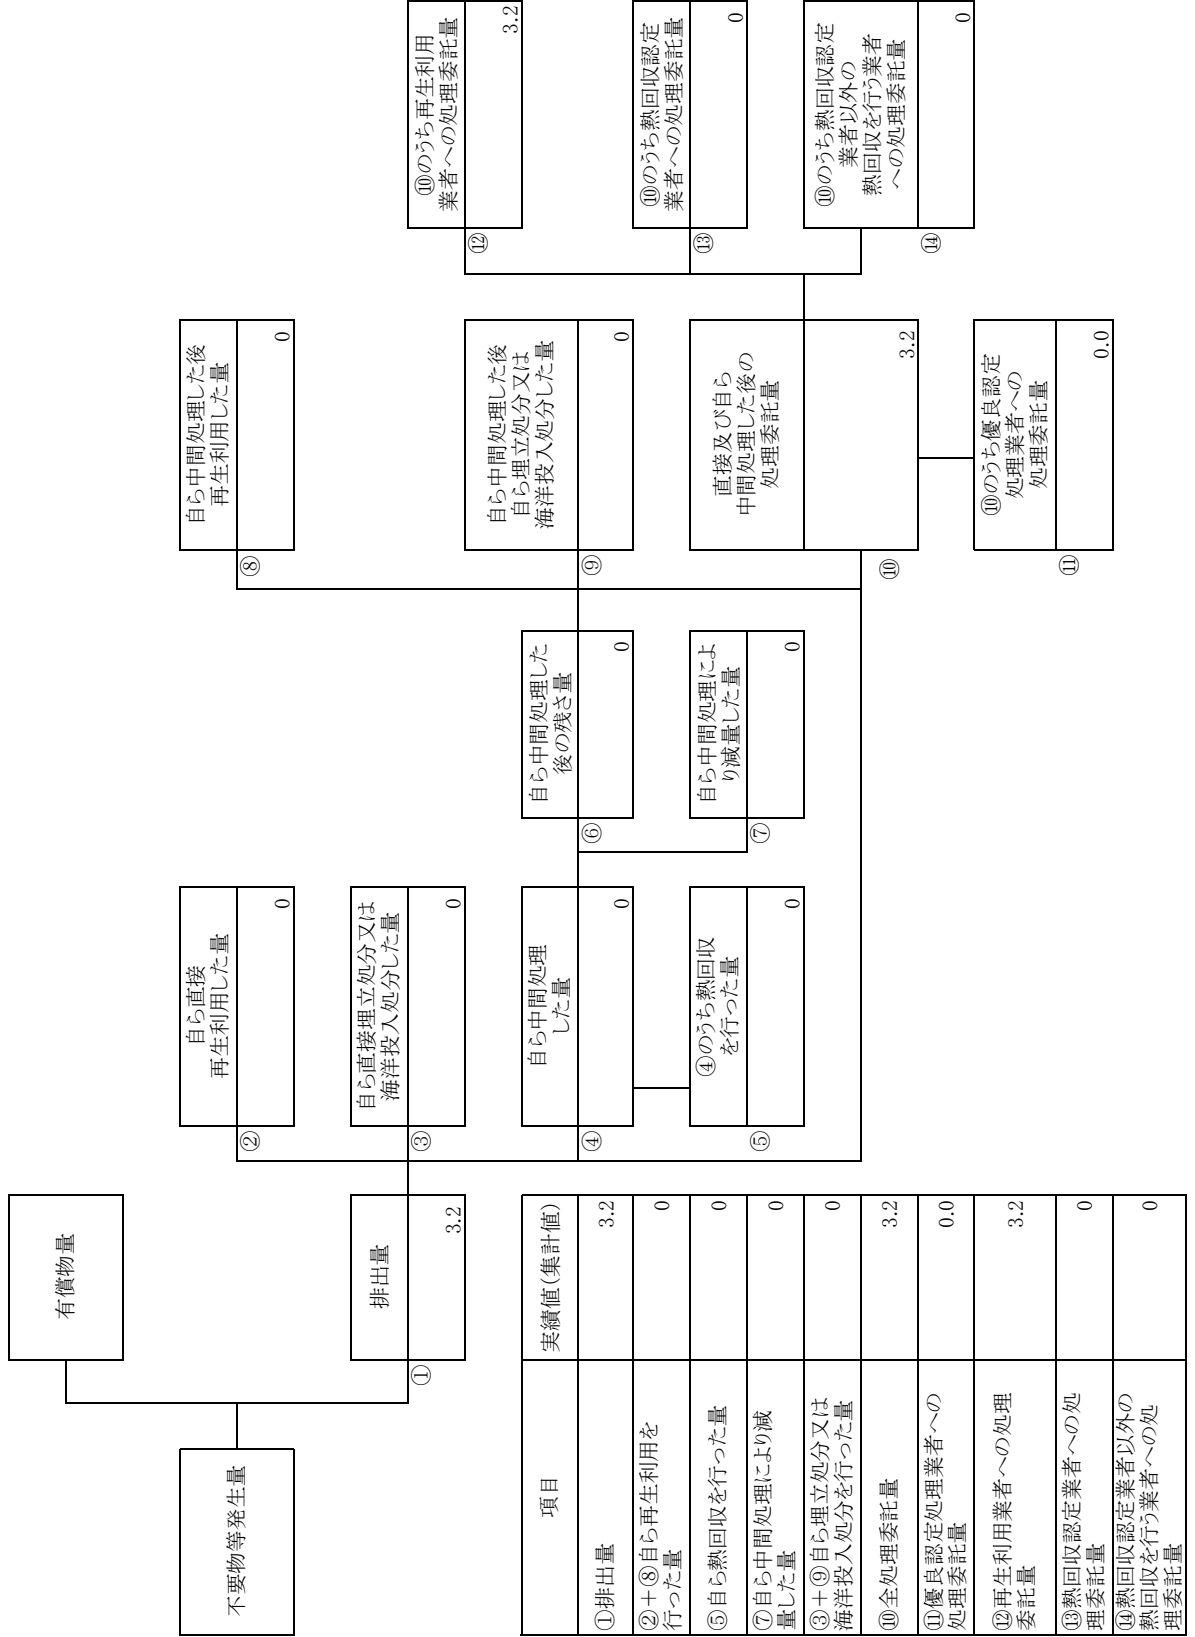 不要物等発生量
有償物量
①
排出量
3.2
②
自ら直接
再生利用した量
0
③
自ら直接埋立処分又は
海洋投入処分した量
0
④
自ら中間処理
した量
0
⑤
④のうち熱回収
を行った量
0
⑥
自ら中間処理した
後の残さ量
0
⑦
自ら中間処理によ
り減量した量
0
⑧
自ら中間処理した後
再生利用した量
0
⑨
自ら中間処理した後
自ら埋立処分又は
海洋投入処分した量
0
⑩
直接及び自ら
中間処理した後の
処理委託量
3.2
⑪
⑩のうち優良認定
処理業者への
処理委託量
0.0
⑫
⑩のうち再生利用
業者への処理委託量
3.2
⑬
⑩のうち熱回収認定
業者への処理委託量
0
⑭
⑩のうち熱回収認定
業者以外の
熱回収を行う業者
への処理委託量
0
項目 実績値(集計値)
①排出量 3.2
②+⑧自ら再生利用を
行った量 0
⑤自ら熱回収を行った量 0
⑦自ら中間処理により減
量した量 0
③+⑨自ら埋立処分又は
海洋投入処分を行った量 0
⑩全処理委託量 3.2
⑪優良認定処理業者への
処理委託量 0.0
⑫再生利用業者への処理
委託量 3.2
⑬熱回収認定業者への処
理委託量 0
⑭熱回収認定業者以外の
熱回収を行う業者への処
理委託量 0